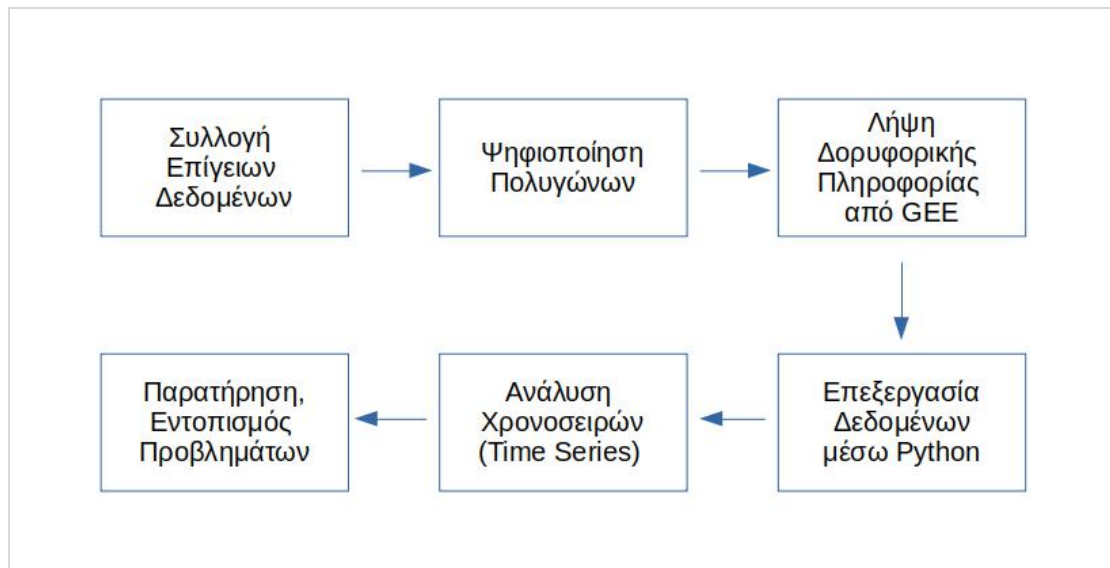 Συλλογή
Επίγειων
Δεδομένων
Ψηφιοποίηση
Πολυγώνων
Λήψη
Δορυφορικής
Πληροφορίας
από GEE
Επεξεργασία
Δεδομένων
μέσω Python
Ανάλυση
Χρονοσειρών
(Time Series)
Παρατήρηση,
Εντοπισμός
Προβλημάτων